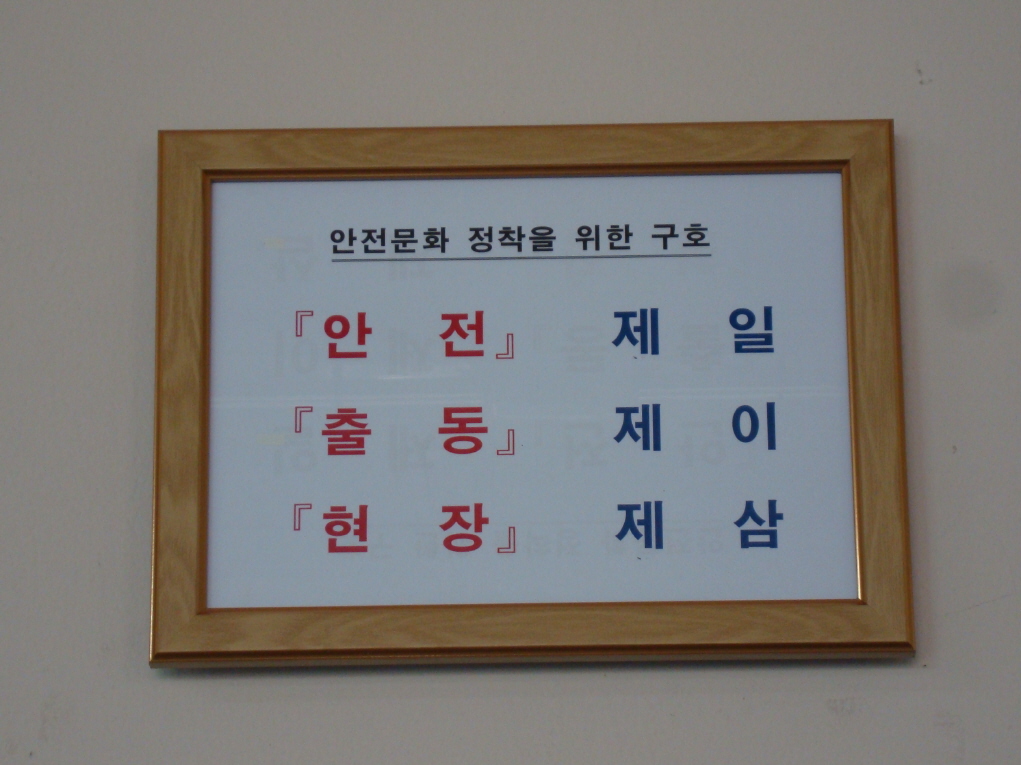 안전문화 정착을 위한 구호
『안 전』 제 일
『출 동』 제 이
『현 장』 제 삼